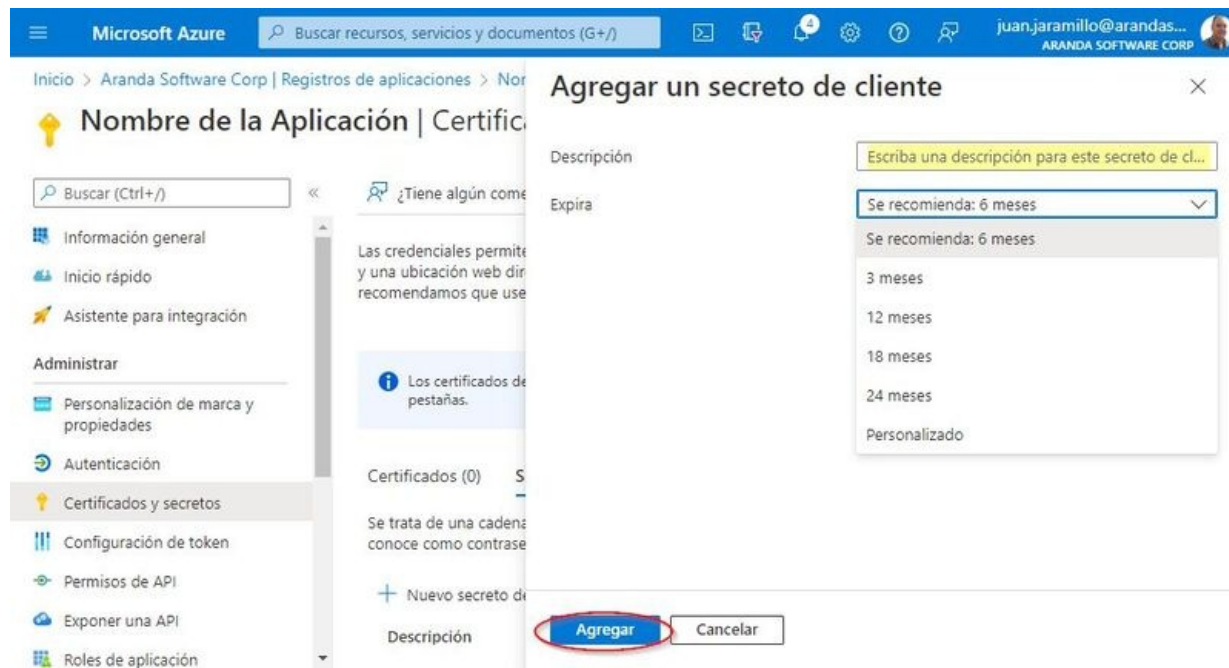 Microsoft Azure
Buscar recursos, servicios y documentos (G+/)
4
juan.jaramillo@arandas...
ARANDA SOFTWARE CORP
Inicio > Aranda Software Corp | Registros de aplicaciones > Nor
Nombre de la Aplicación | Certific
Buscar (Ctrl+/)
«
Información general
Inicio rápido
Asistente para integración
Administrar
Personalización de marca y
propiedades
Autenticación
Certificados y secretos
Configuración de token
Permisos de API
Exponer una API
Roles de aplicación
¿Tiene algún come
Las credenciales permite
y una ubicación web dir
recomendamos que use
Los certificados de
pestañas.
Certificados (0) S
Se trata de una cadena
conoce como contrase
+ Nuevo secreto de
Descripción
Agregar un secreto de cliente
Descripción
Escriba una descripción para este secreto de cl...
Expira
Se recomienda: 6 meses
Se recomienda: 6 meses
3 meses
12 meses
18 meses
24 meses
Personalizado
Agregar
Cancelar